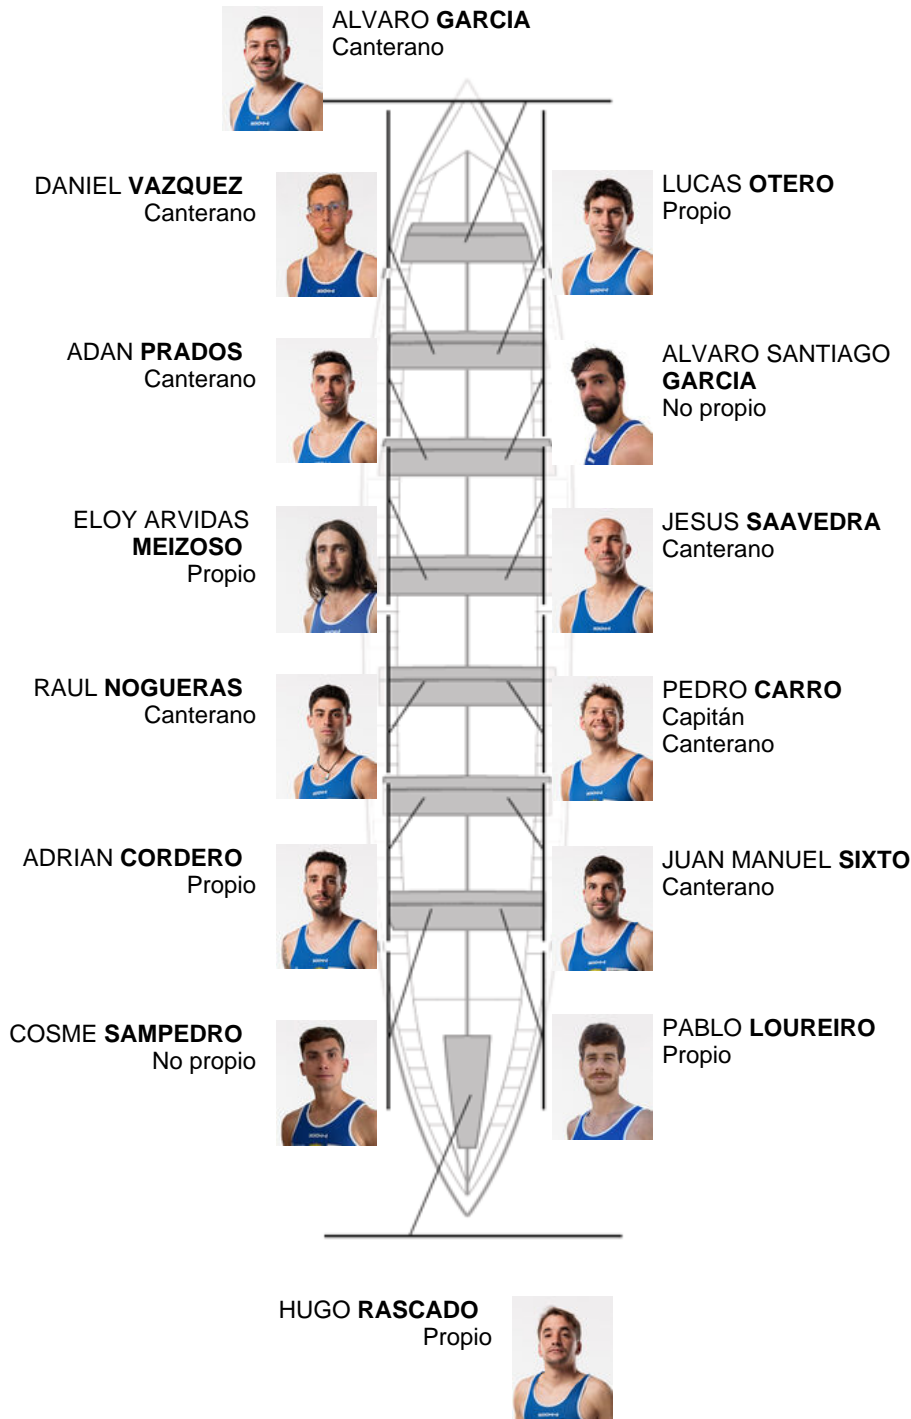 ALVARO GARCIA
Canterano
DANIEL VAZQUEZ
Canterano
LUCAS OTERO
Propio
ADAN PRADOS
Canterano
ALVARO SANTIAGO
GARCIA
No propio
ELOY ARVIDAS
MEIZOSO
Propio
JESUS SAAVEDRA
Canterano
RAUL NOGUERAS
Canterano
PEDRO CARRO
Capitán
Canterano
ADRIAN CORDERO
Propio
JUAN MANUEL SIXTO
Canterano
COSME SAMPEDRO
No propio
PABLO LOUREIRO
Propio
HUGO RASCADO
Propio